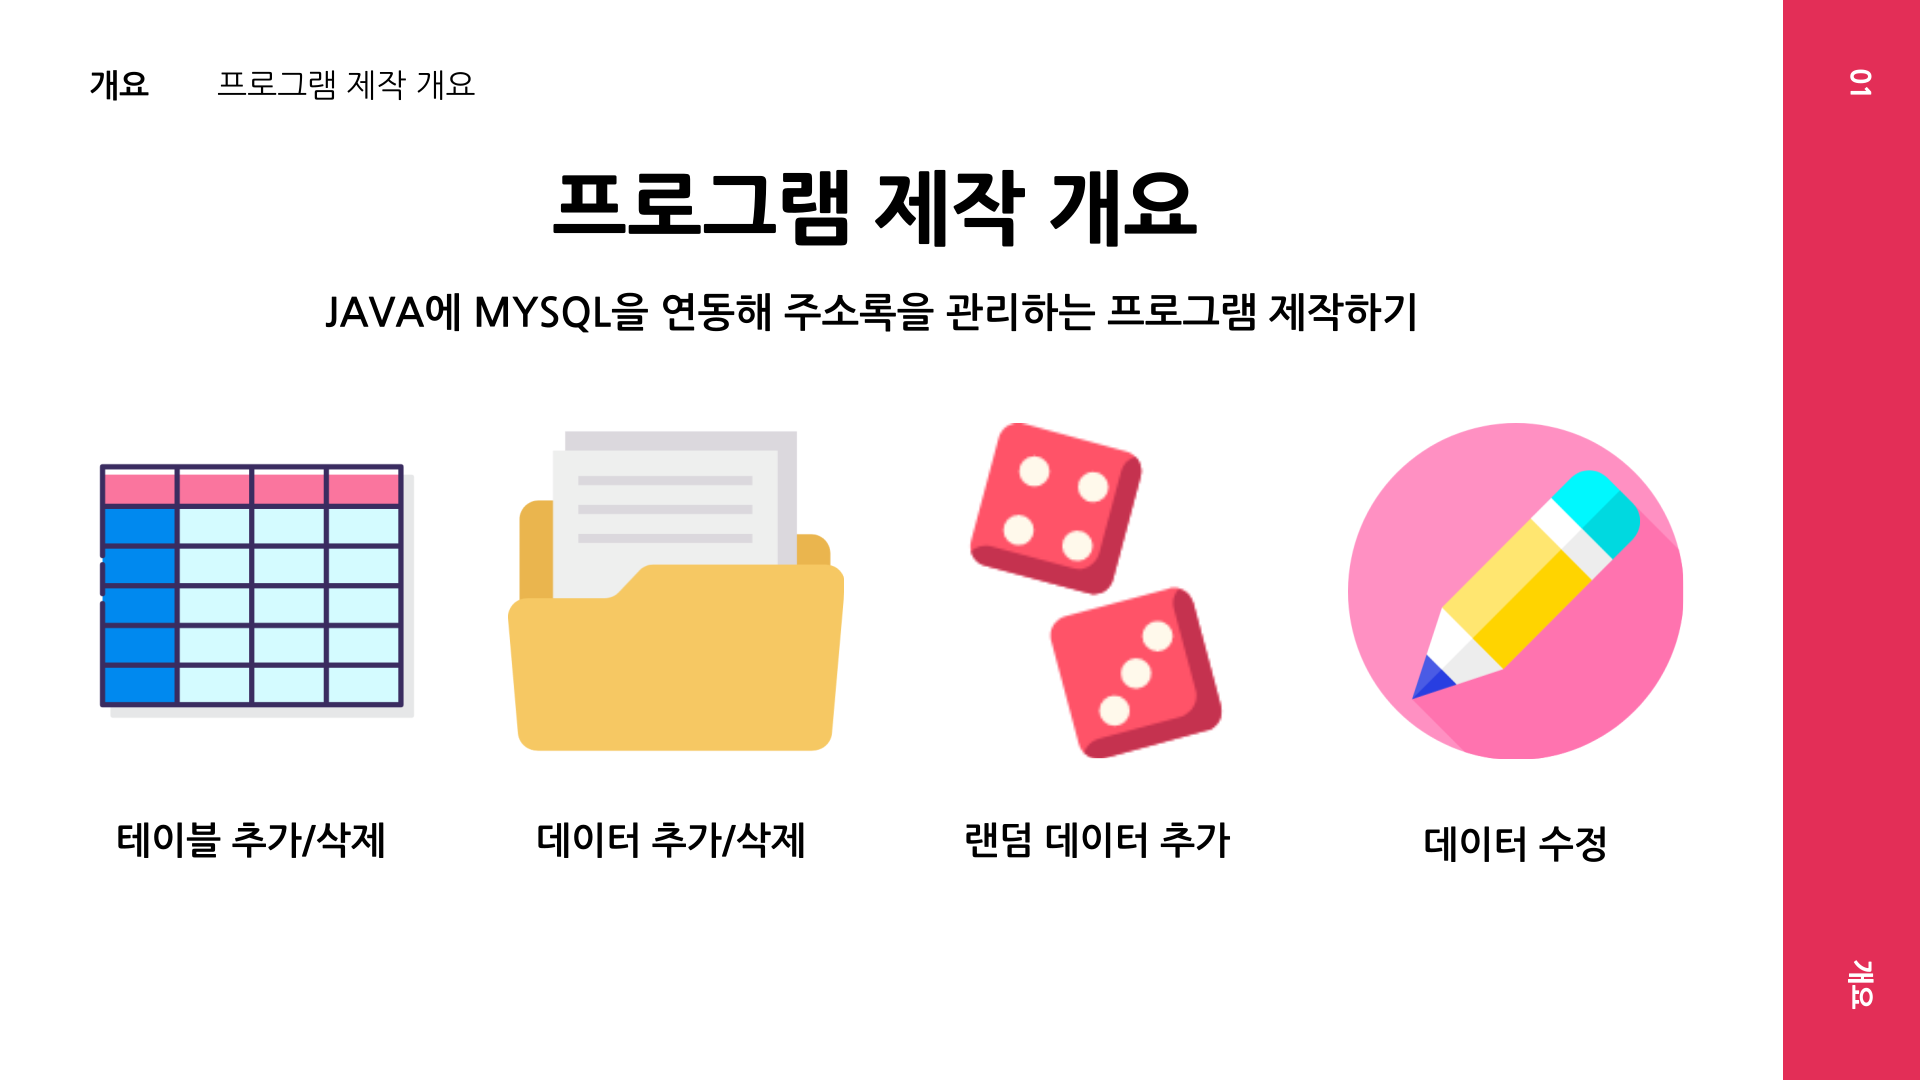 개요 프로그램 제작 개요
01
프로그램 제작 개요
JAVA에 MYSQL을 연동해 주소록을 관리하는 프로그램 제작하기
테이블 추가/삭제
데이터 추가/삭제
랜덤 데이터 추가
데이터 수정
개요